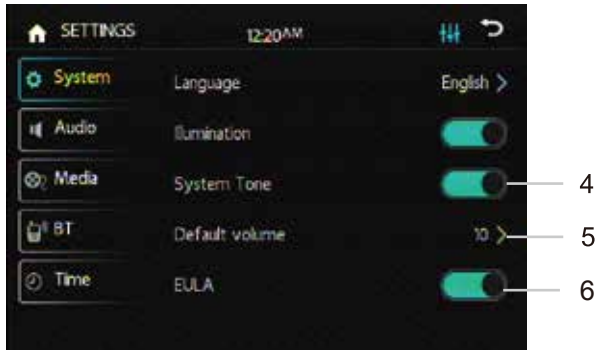 SETTINGS 12:20AM
System Language English >
Audio Illumination
Media System Tone 4
BT Default volume 10 > 5
Time EULA 6